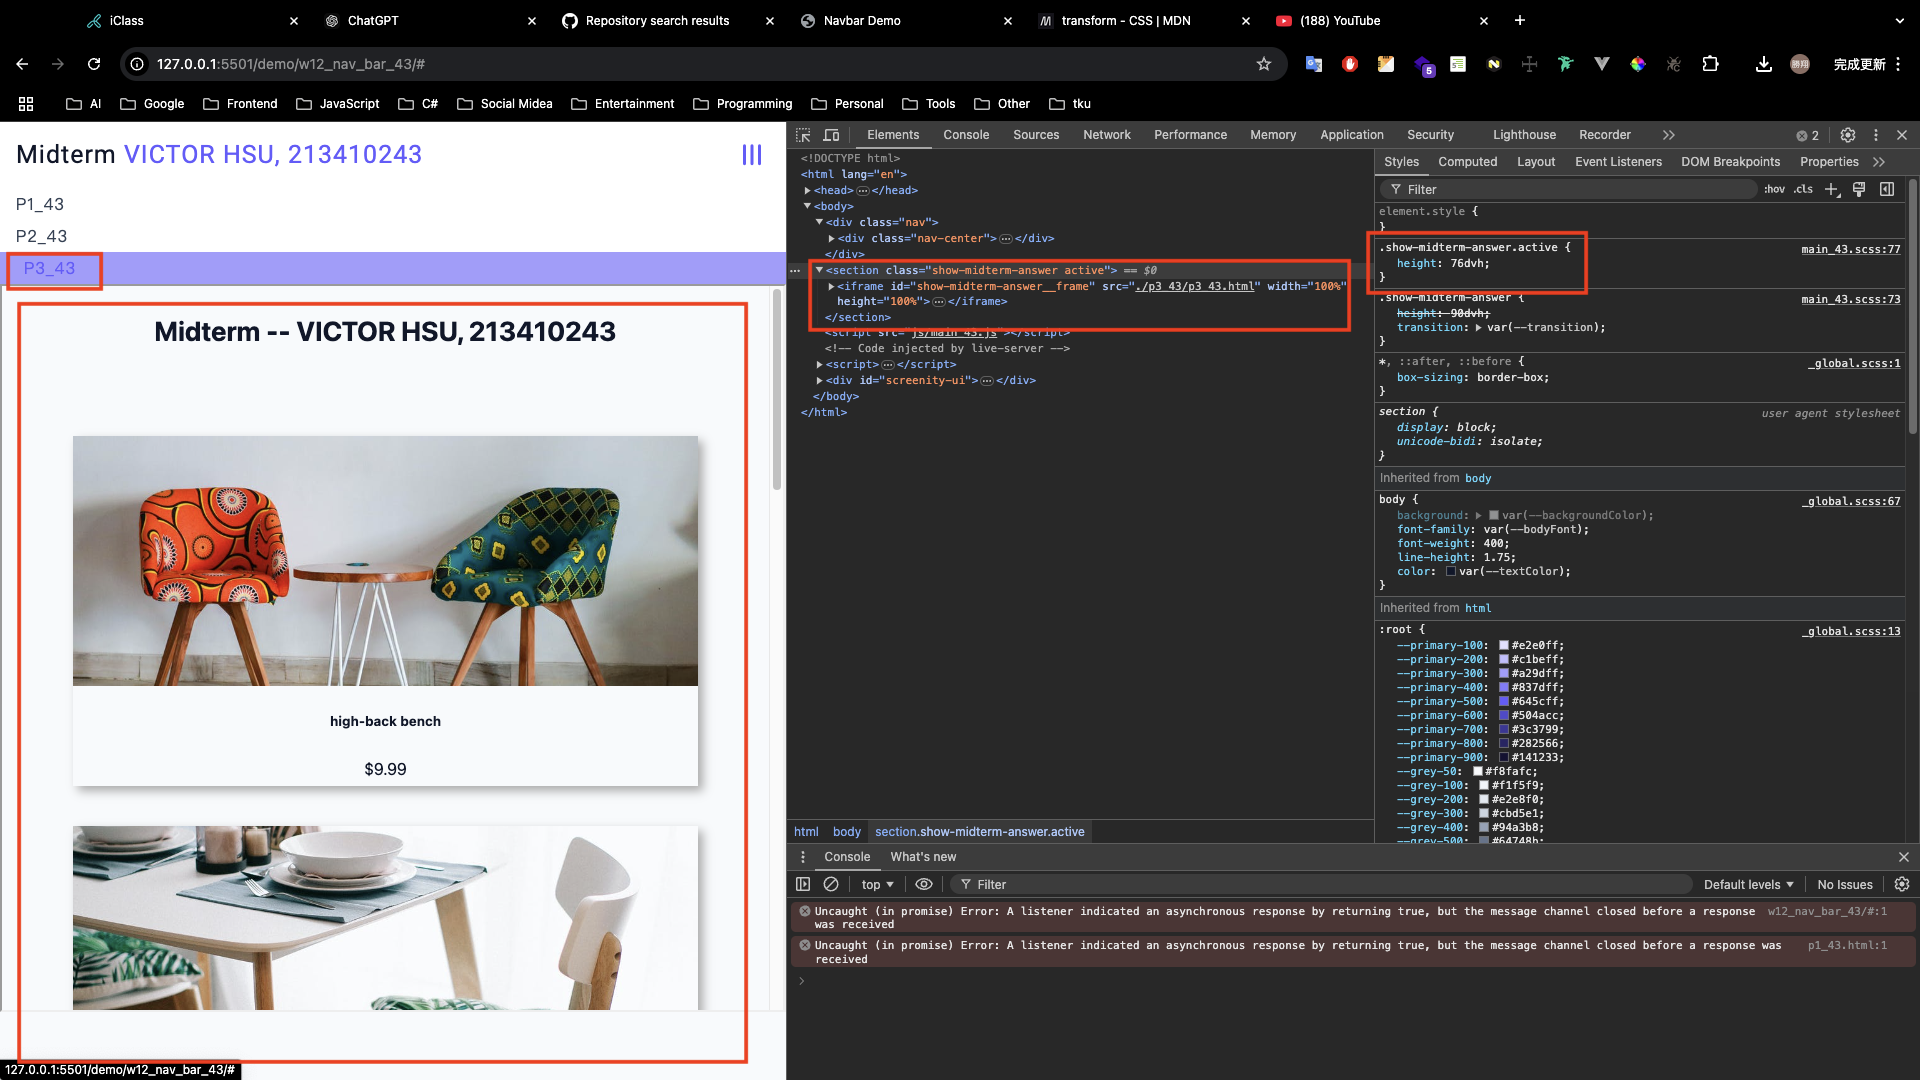 iClass
ChatGPT
Repository search results
Navbar Demo
transform - CSS | MDN
(188) YouTube
127.0.0.1:5501/demo/w12_nav_bar_43/#
5
完成更新
AI
Google
Frontend
JavaScript
C#
Social Midea
Entertainment
Programming
Personal
Tools
Other
tku
Midterm VICTOR HSU, 213410243
P1_43
P2_43
P3_43
Midterm -- VICTOR HSU, 213410243
high-back bench
$9.99
127.0.0.1:5501/demo/w12_nav_bar_43/#
Elements Console Sources Network Performance Memory Application Security Lighthouse Recorder
2
<!DOCTYPE html>
<html lang="en">
<head>…</head>
<body>
<div class="nav">
<div class="nav-center">…</div>
</div>
<section class="show-midterm-answer active"> == $0
<iframe id="show-midterm-answer__frame" src="./p3_43/p3_43.html" width="100%"
height="100%">…</iframe>
</section>
<script src="js/main_43.js"></script>
<!-- Code injected by live-server -->
<script>…</script>
<div id="screenity-ui">…</div>
</body>
</html>
html body section.show-midterm-answer.active
Styles Computed Layout Event Listeners DOM Breakpoints Properties
Filter
:hov .cls
element.style {
}
.show-midterm-answer.active {
main_43.scss:77
height: 76dvh;
}
.show-midterm-answer {
main_43.scss:73
height: 90dvh;
transition: var(--transition);
}
*, ::after, ::before {
_global.scss:1
box-sizing: border-box;
}
section {
user agent stylesheet
display: block;
unicode-bidi: isolate;
}
Inherited from body
body {
_global.scss:67
background: var(--backgroundColor);
font-family: var(--bodyFont);
font-weight: 400;
line-height: 1.75;
color: var(--textColor);
}
Inherited from html
:root {
_global.scss:13
--primary-100: #e2e0ff;
--primary-200: #c1beff;
--primary-300: #a29dff;
--primary-400: #837dff;
--primary-500: #645cff;
--primary-600: #504acc;
--primary-700: #3c3799;
--primary-800: #282566;
--primary-900: #141233;
--grey-50: #f8fafc;
--grey-100: #f1f5f9;
--grey-200: #e2e8f0;
--grey-300: #cbd5e1;
--grey-400: #94a3b8;
--grey-500: #64748b;
Console What's new
top
Filter
Default levels
No Issues
Uncaught (in promise) Error: A listener indicated an asynchronous response by returning true, but the message channel closed before a response w12_nav_bar_43/#:1
was received
Uncaught (in promise) Error: A listener indicated an asynchronous response by returning true, but the message channel closed before a response was p1_43.html:1
received